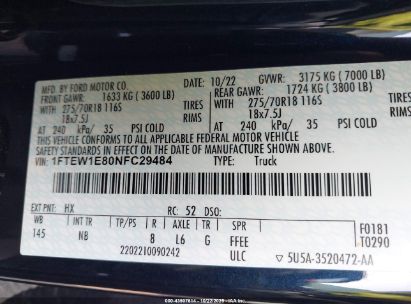 MFD. BY FORD MOTOR CO. 10/22 GVWR: 3175 KG ( 7000 LB)
FRONT GAWR: 1633 KG ( 3600 LB) REAR GAWR: 1724 KG ( 3800 LB)
275/70R18 116S TIRES 275/70R18 116S TIRES
18x7.5J RIMS 18x7.5J RIMS
AT 240 kPa/ 35 PSI COLD AT 240 kPa/ 35 PSI COLD
THIS VEHICLE CONFORMS TO ALL APPLICABLE FEDERAL MOTOR VEHICLE
SAFETY STANDARDS IN EFFECT ON THE DATE OF MANUFACTURE SHOWN ABOVE.
VIN: 1FTEW1E80NFC29484 TYPE: Truck
EXT PNT: HX RC: 52 DSO:
WB INT TR TP/PS R AXLE TR SPR F0181
145 NB 8 L6 G FFEE T0290
2202210090242 ULC 5U5A-3520472-AA